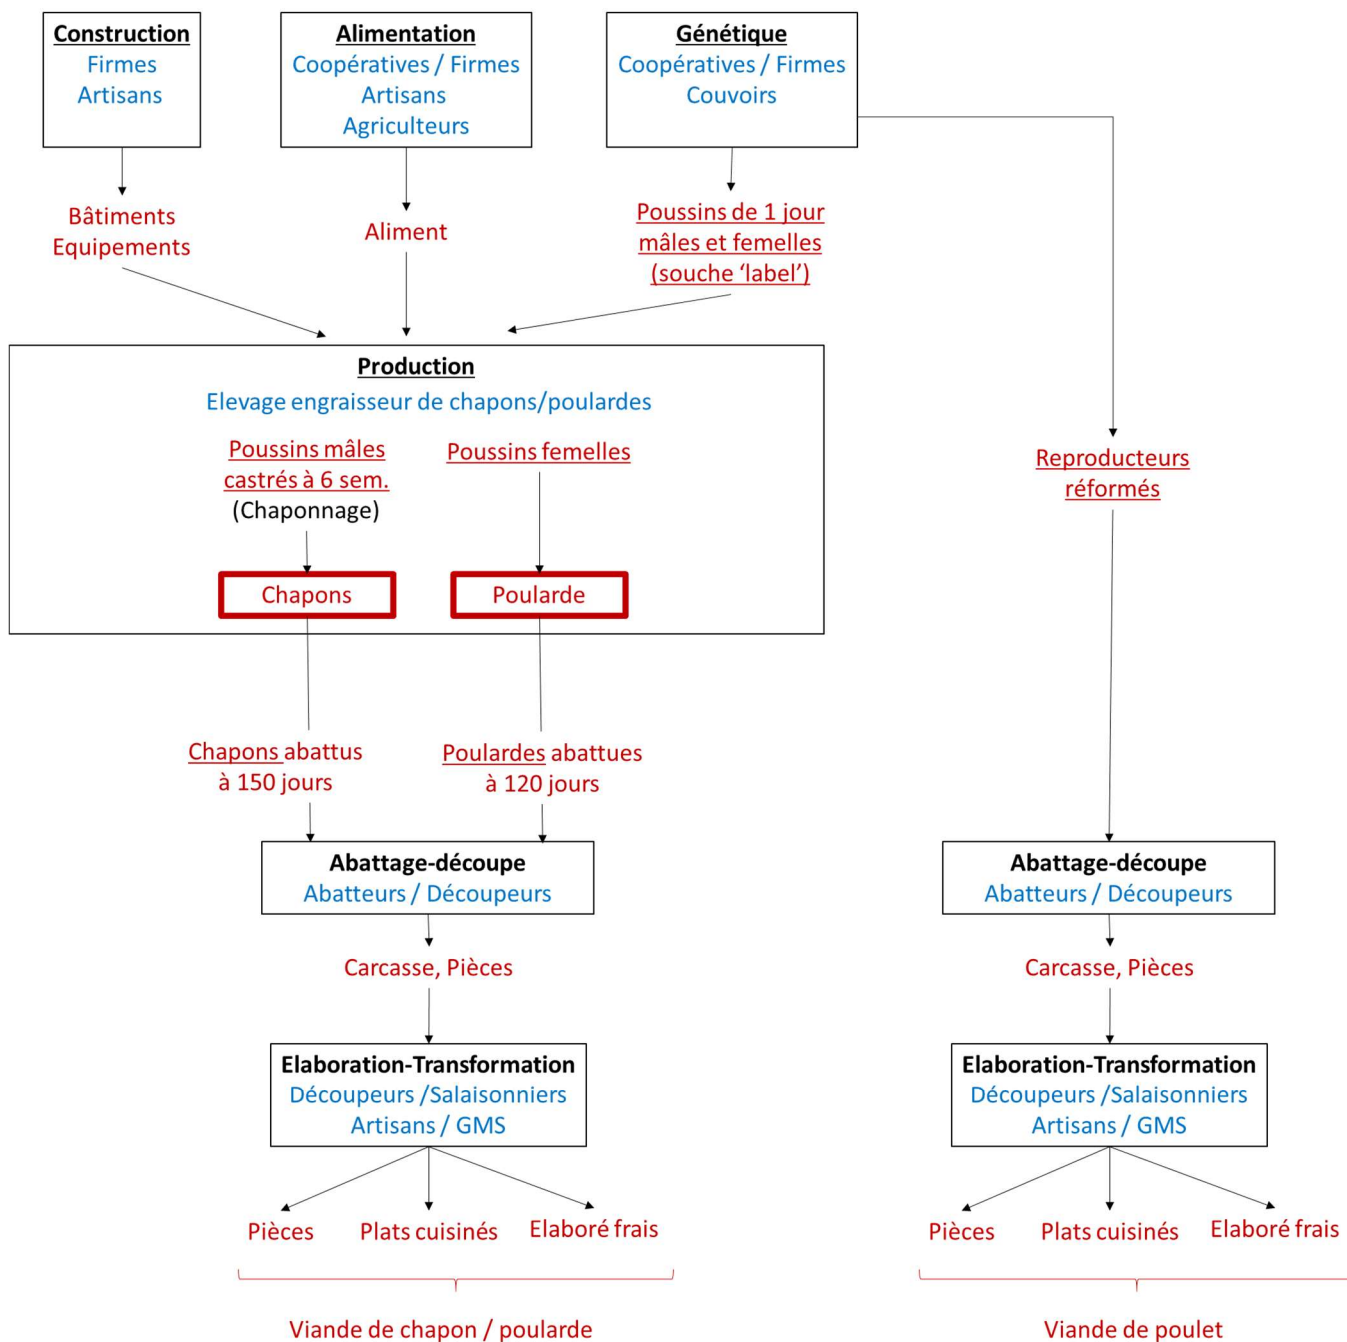 Construction
Firmes
Artisans
Alimentation
Coopératives / Firmes
Artisans
Agriculteurs
Génétique
Coopératives / Firmes
Couvoirs
Bâtiments
Equipements
Aliment
Poussins de 1 jour
mâles et femelles
(souche ‘label’)
Production
Elevage engraisseur de chapons/poulardes
Poussins mâles
castrés à 6 sem.
(Chaponnage)
Poussins femelles
Chapons
Poularde
Reproducteurs
réformés
Chapons abattus
à 150 jours
Poulardes abattues
à 120 jours
Abattage-découpe
Abatteurs / Découpeurs
Carcasse, Pièces
Elaboration-Transformation
Découpeurs /Salaisonniers
Artisans / GMS
Pièces
Plats cuisinés
Elaboré frais
Viande de chapon / poularde
Abattage-découpe
Abatteurs / Découpeurs
Carcasse, Pièces
Elaboration-Transformation
Découpeurs /Salaisonniers
Artisans / GMS
Pièces
Plats cuisinés
Elaboré frais
Viande de poulet